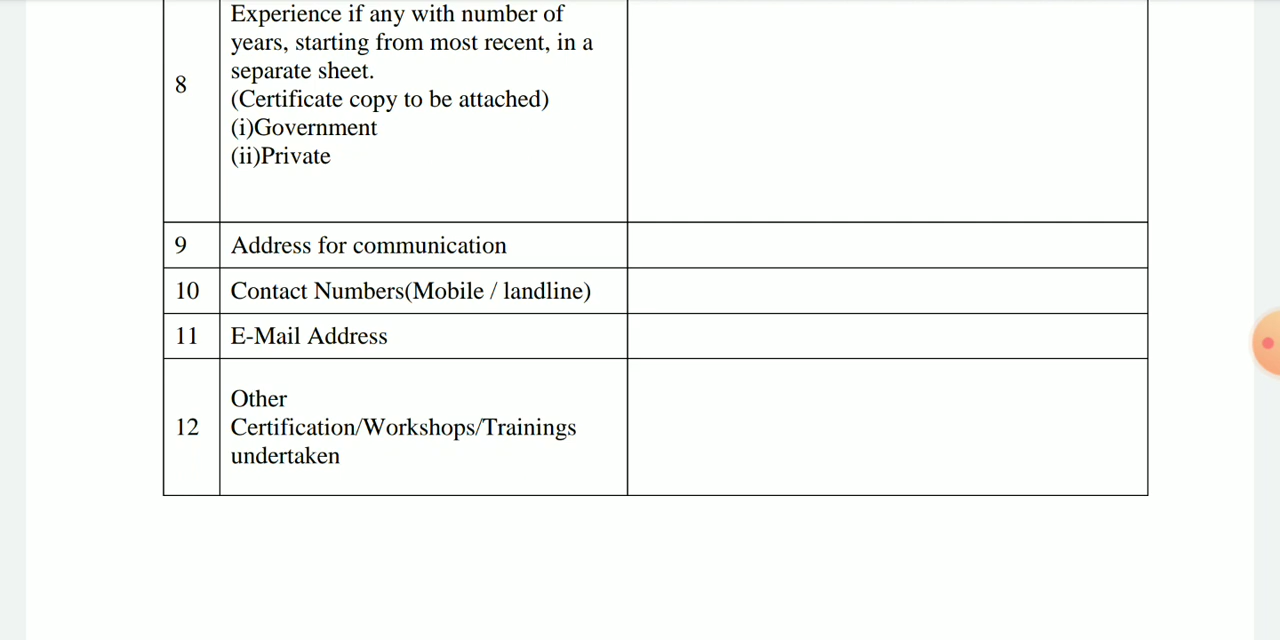 8
Experience if any with number of
years, starting from most recent, in a
separate sheet.
(Certificate copy to be attached)
(i)Government
(ii)Private
9 Address for communication
10 Contact Numbers(Mobile / landline)
11 E-Mail Address
12
Other
Certification/Workshops/Trainings
undertaken